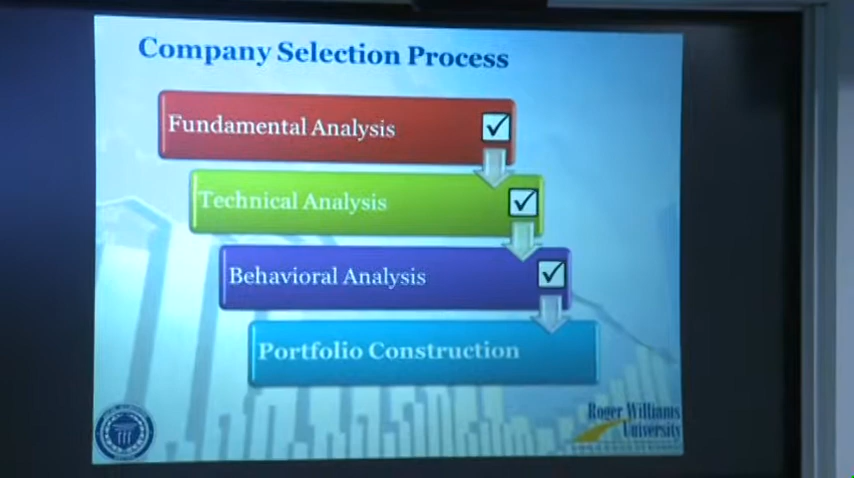 Company Selection Process
Fundamental Analysis
Technical Analysis
Behavioral Analysis
Portfolio Construction
Roger Williams
University